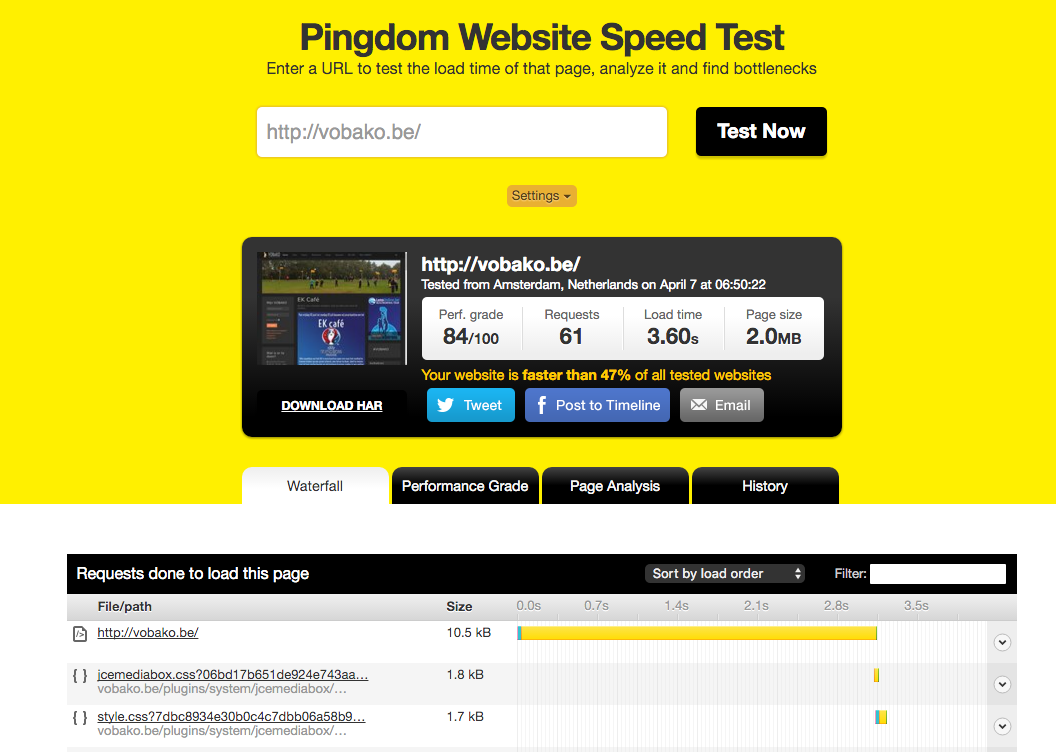 Pingdom Website Speed Test
Enter a URL to test the load time of that page, analyze it and find bottlenecks
http://vobako.be/
Test Now
Settings
EK Café
EK café
http://vobako.be/
Tested from Amsterdam, Netherlands on April 7 at 06:50:22
Perf. grade Requests Load time Page size
84/100 61 3.60s 2.0MB
Your website is faster than 47% of all tested websites
DOWNLOAD HAR
Tweet Post to Timeline Email
Waterfall Performance Grade Page Analysis History
Requests done to load this page Sort by load order Filter:
File/path Size 0.0s 0.7s 1.4s 2.1s 2.8s 3.5s
http://vobako.be/ 10.5 kB
jcemediabox.css?06bd17b651de924e743aa... 1.8 kB
vobako.be/plugins/system/jcemediabox/...
style.css?7dbc8934e30b0c4c7dbb06a58b9... 1.7 kB
vobako.be/plugins/system/jcemediabox/...